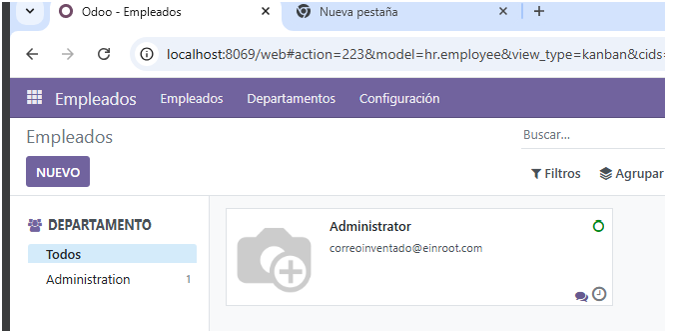 Odoo - Empleados
Nueva pestaña
localhost:8069/web#action=223&model=hr.employee&view_type=kanban&cids=
Empleados Empleados Departamentos Configuración
Empleados
Buscar...
NUEVO
Filtros Agrupar
DEPARTAMENTO
Todos
Administration 1
Administrator
correoinventado@einroot.com